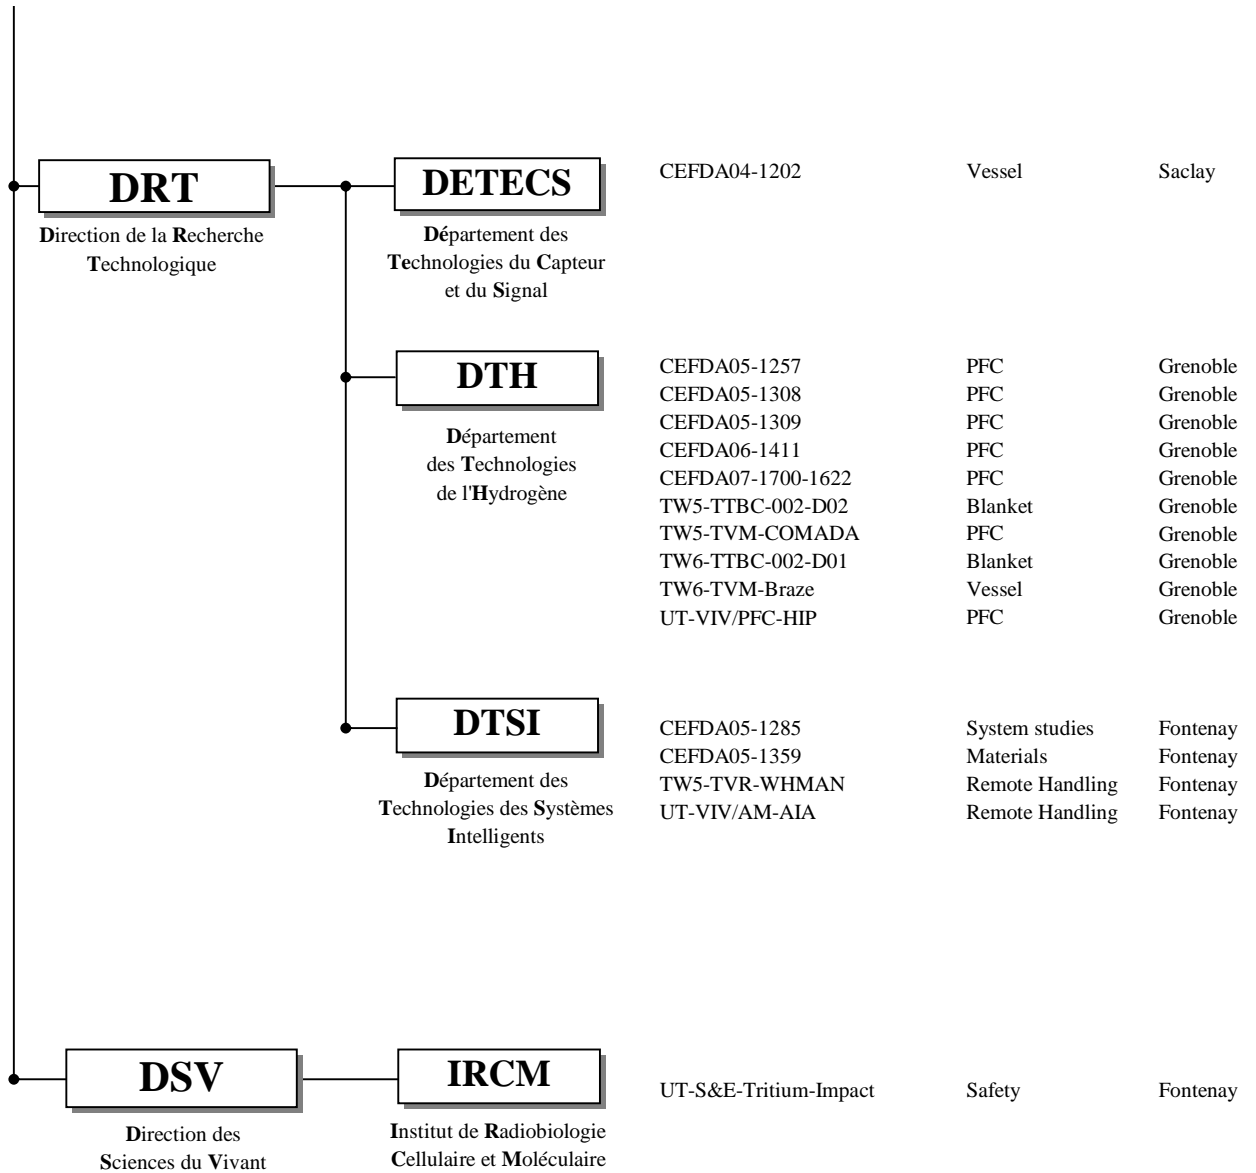 DRT
Direction de la Recherche
Technologique
DETECS
Département des
Technologies du Capteur
et du Signal
CEFDA04-1202 Vessel Saclay
DTH
Département
des Technologies
de l'Hydrogène
CEFDA05-1257 PFC Grenoble
CEFDA05-1308 PFC Grenoble
CEFDA05-1309 PFC Grenoble
CEFDA06-1411 PFC Grenoble
CEFDA07-1700-1622 PFC Grenoble
TW5-TTBC-002-D02 Blanket Grenoble
TW5-TVM-COMADA PFC Grenoble
TW6-TTBC-002-D01 Blanket Grenoble
TW6-TVM-Braze Vessel Grenoble
UT-VIV/PFC-HIP PFC Grenoble
DTSI
Département des
Technologies des Systèmes
Intelligents
CEFDA05-1285 System studies Fontenay
CEFDA05-1359 Materials Fontenay
TW5-TVR-WHMAN Remote Handling Fontenay
UT-VIV/AM-AIA Remote Handling Fontenay
DSV
Direction des
Sciences du Vivant
IRCM
Institut de Radiobiologie
Cellulaire et Moléculaire
UT-S&E-Tritium-Impact Safety Fontenay